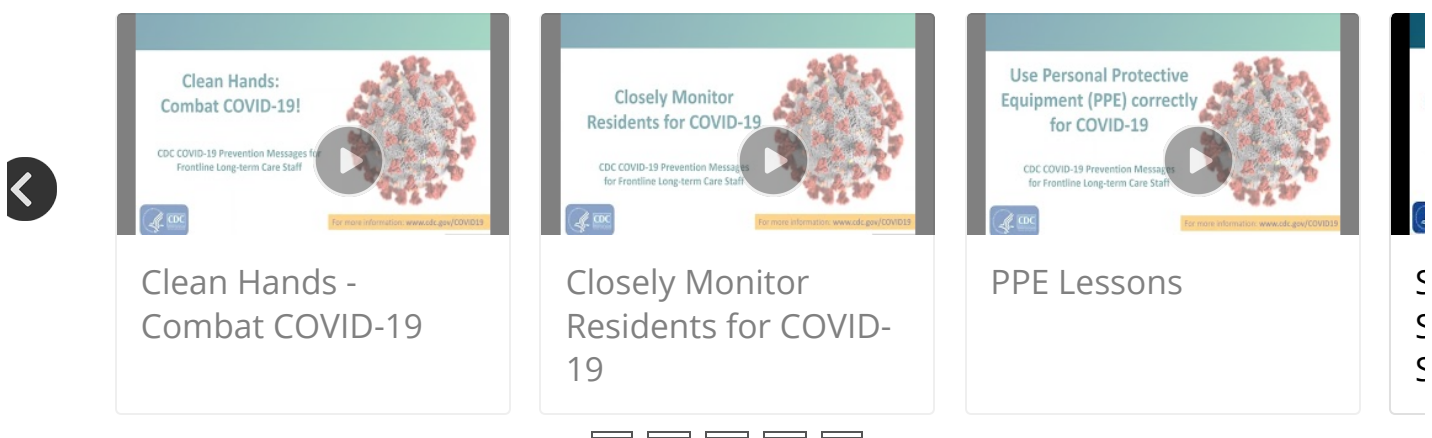 Clean Hands:
Combat COVID-19!
CDC COVID-19 Prevention Messages for
Frontline Long-term Care Staff
CDC
For more information: www.cdc.gov/COVID19
Clean Hands -
Combat COVID-19
Closely Monitor
Residents for COVID-19
CDC COVID-19 Prevention Messages
for Frontline Long-term Care Staff
CDC
For more information: www.cdc.gov/COVID19
Closely Monitor
Residents for COVID-
19
Use Personal Protective
Equipment (PPE) correctly
for COVID-19
CDC COVID-19 Prevention Messages
for Frontline Long-term Care Staff
CDC
For more information: www.cdc.gov/COVID19
PPE Lessons